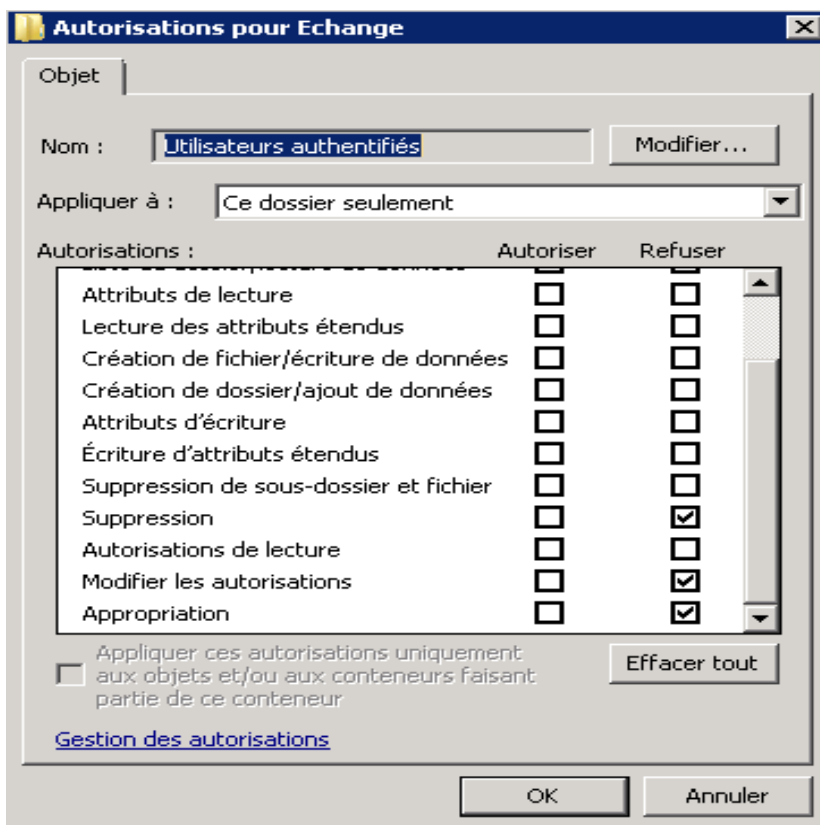 Autorisations pour Echange
Objet
Nom :
Utilisateurs authentifiés
Modifier...
Appliquer à :
Ce dossier seulement
Autorisations :
Autoriser
Refuser
Attributs de lecture
Lecture des attributs étendus
Création de fichier/écriture de données
Création de dossier/ajout de données
Attributs d'écriture
Écriture d'attributs étendus
Suppression de sous-dossier et fichier
Suppression
Autorisations de lecture
Modifier les autorisations
Appropriation
Appliquer ces autorisations uniquement
aux objets et/ou aux conteneurs faisant
partie de ce conteneur
Effacer tout
Gestion des autorisations
OK
Annuler